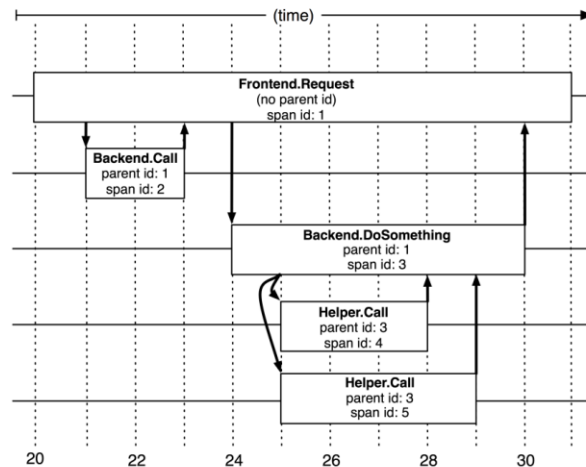 (time)
Frontend.Request
(no parent id)
span id: 1
Backend.Call
parent id: 1
span id: 2
Backend.DoSomething
parent id: 1
span id: 3
Helper.Call
parent id: 3
span id: 4
Helper.Call
parent id: 3
span id: 5
20 22 24 26 28 30